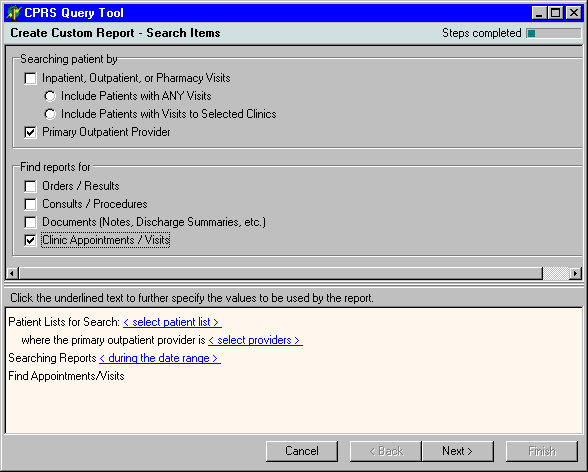 CPRS Query Tool
Create Custom Report - Search Items
Steps completed
Searching patient by
Inpatient, Outpatient, or Pharmacy Visits
Include Patients with ANY Visits
Include Patients with Visits to Selected Clinics
Primary Outpatient Provider
Find reports for
Orders / Results
Consults / Procedures
Documents (Notes, Discharge Summaries, etc.)
Clinic Appointments / Visits
Click the underlined text to further specify the values to be used by the report.
Patient Lists for Search: < select patient list >
where the primary outpatient provider is < select providers >
Searching Reports < during the date range >
Find Appointments/Visits
Cancel < Back Next > Finish